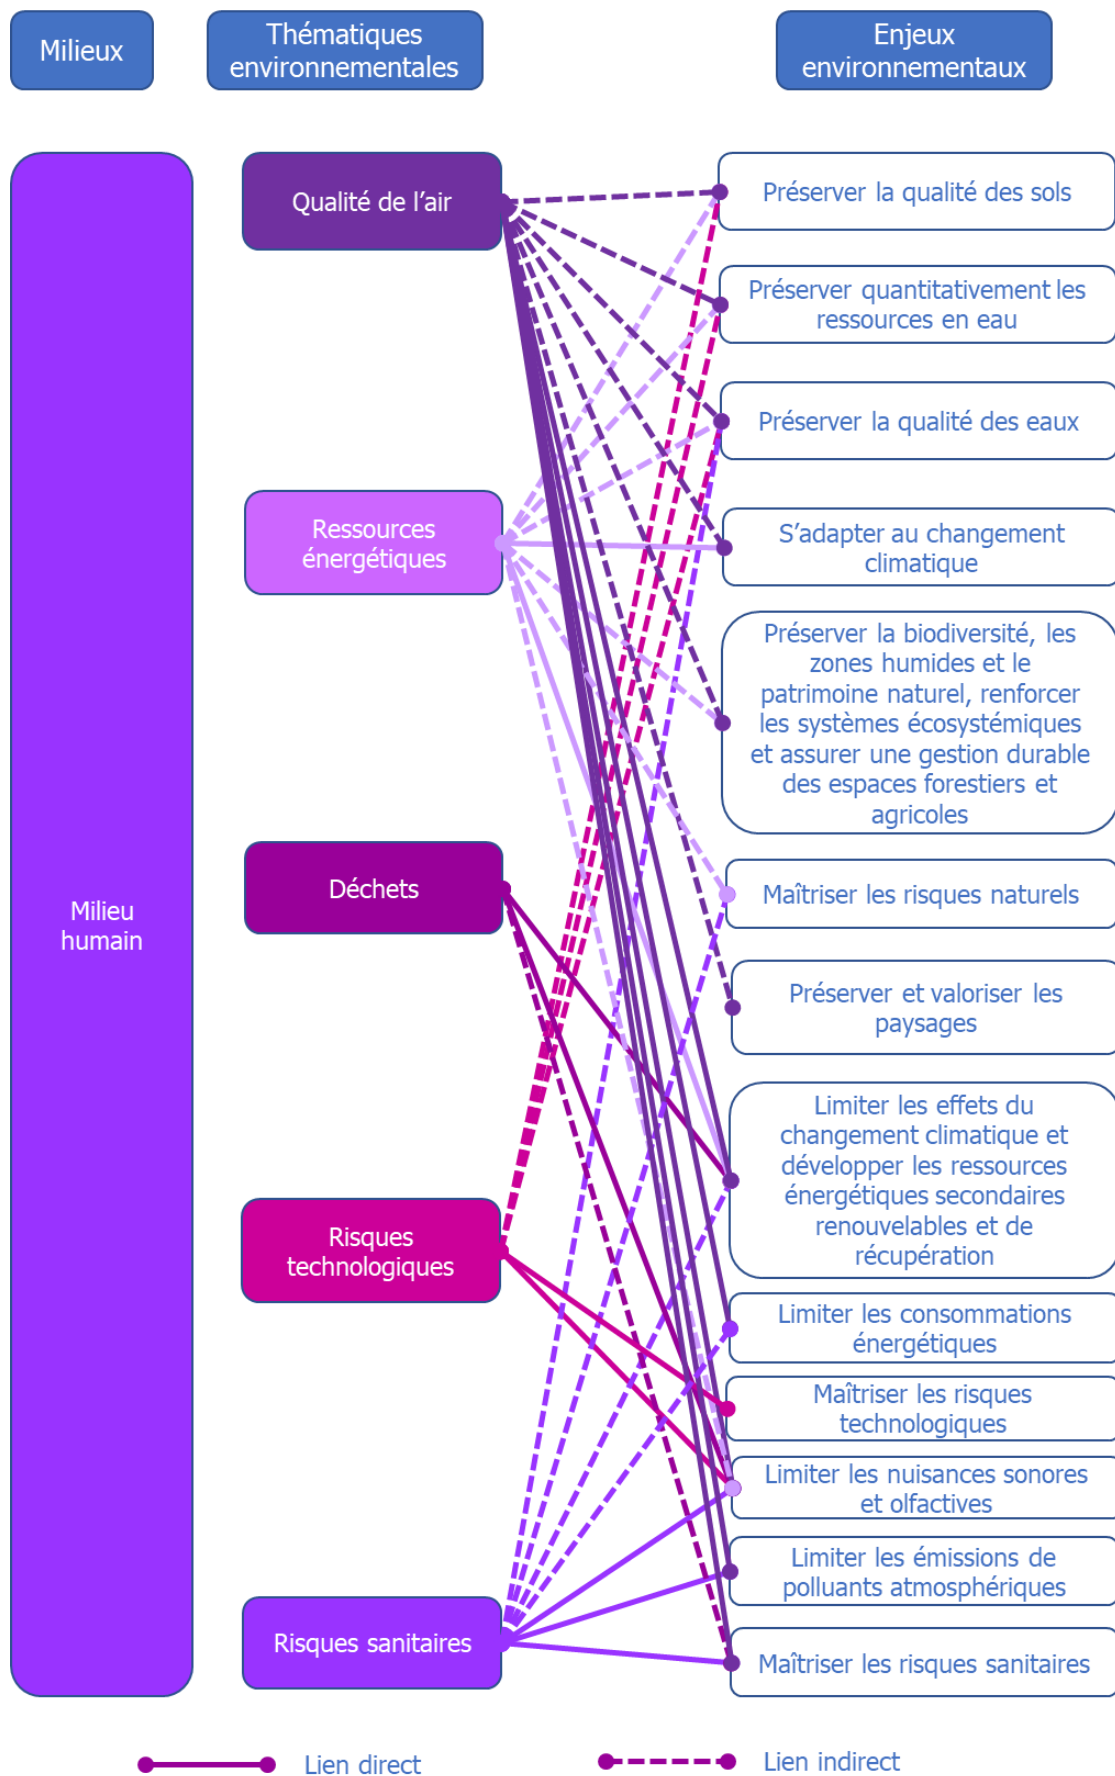 Milieux
Thématiques
environnementales
Enjeux
environnementaux
Milieu
humain
Qualité de l'air
Ressources
énergétiques
Déchets
Risques
technologiques
Risques sanitaires
Préserver la qualité des sols
Préserver quantitativement les
ressources en eau
Préserver la qualité des eaux
S'adapter au changement
climatique
Préserver la biodiversité, les
zones humides et le
patrimoine naturel, renforcer
les systèmes écosystémiques
et assurer une gestion durable
des espaces forestiers et
agricoles
Maîtriser les risques naturels
Préserver et valoriser les
paysages
Limiter les effets du
changement climatique et
développer les ressources
énergétiques secondaires
renouvelables et de
récupération
Limiter les consommations
énergétiques
Maîtriser les risques
technologiques
Limiter les nuisances sonores
et olfactives
Limiter les émissions de
polluants atmosphériques
Maîtriser les risques sanitaires
Lien direct
Lien indirect